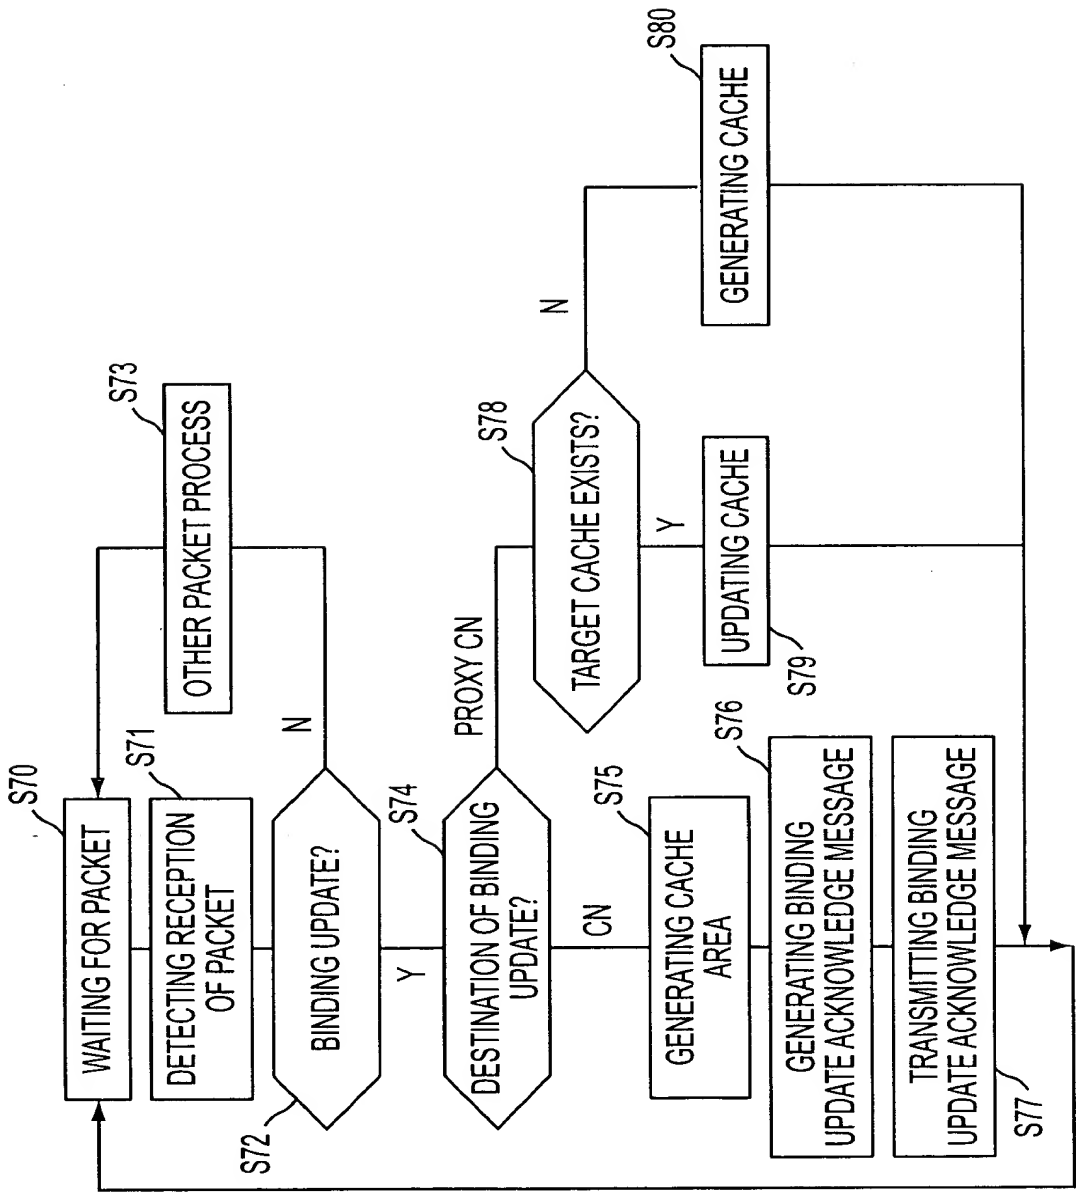 S70
WAITING FOR PACKET
S71
DETECTING RECEPTION
OF PACKET
S72
BINDING UPDATE?
N
S73
OTHER PACKET PROCESS
Y
S74
DESTINATION OF BINDING
UPDATE?
PROXY CN
CN
S75
GENERATING CACHE
AREA
S76
GENERATING BINDING
UPDATE ACKNOWLEDGE MESSAGE
TRANSMITTING BINDING
UPDATE ACKNOWLEDGE MESSAGE
S77
S78
TARGET CACHE EXISTS?
N
Y
UPDATING CACHE
S79
S80
GENERATING CACHE